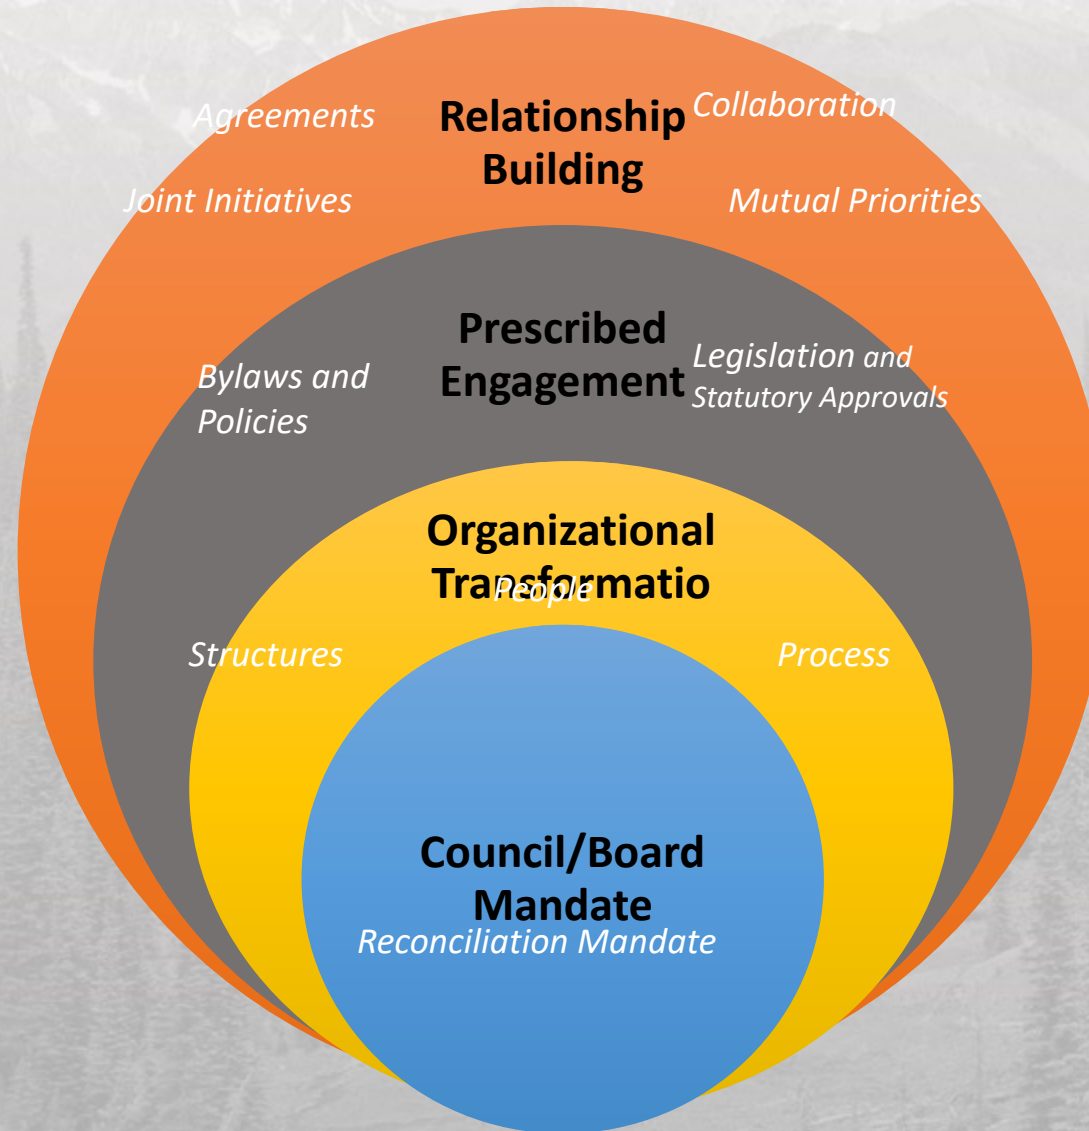 Agreements
Relationship
Building
Collaboration
Joint Initiatives
Mutual Priorities
Prescribed
Engagement
Bylaws and
Policies
Legislation and
Statutory Approvals
Organizational
Transformatio
People
Structures
Process
Council/Board
Mandate
Reconciliation Mandate